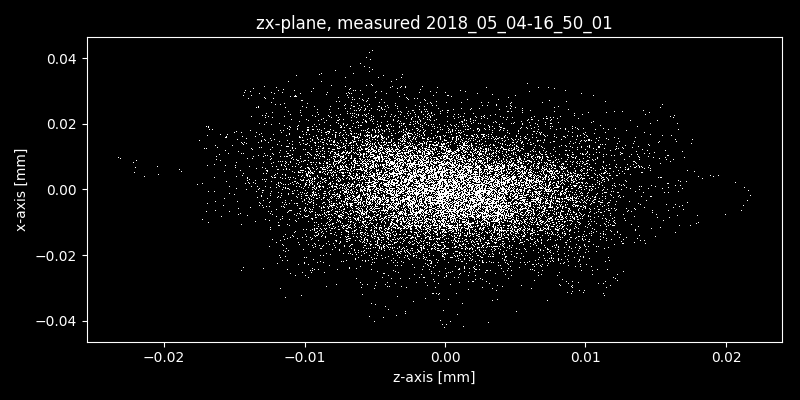 zx-plane, measured 2018_05_04-16_50_01
0.04
0.02
0.00
−0.02
−0.04
x-axis [mm]
−0.02 −0.01 0.00 0.01 0.02
z-axis [mm]